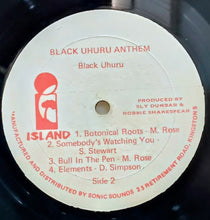 BLACK UHURU ANTHEM
Black Uhuru
PRODUCED BY
SLY DUNBAR &
ROBBIE SHAKESPEAR
ISLAND
1. Botonical Roots - M. Rose
2. Somebody's Watching You -
S. Stewart
3. Bull In The Pen - M. Rose
4. Elements - D. Simpson
Side 2
MANUFACTURED AND DISTRIBUTED BY SONIC SOUNDS 25 RETIREMENT ROAD, KINGSTON 5